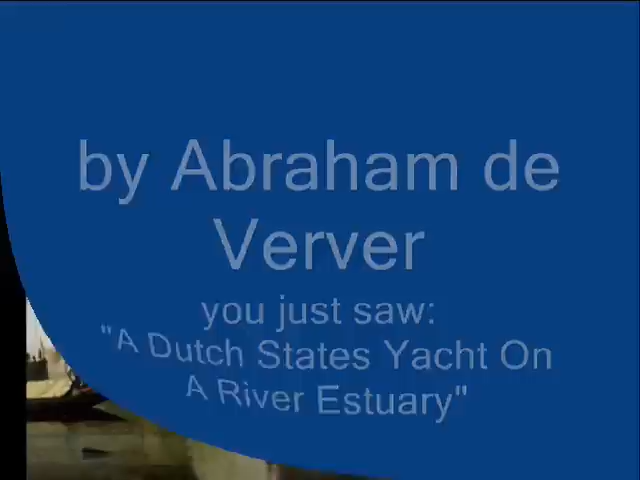 by Abraham de
Verver
you just saw:
"A Dutch States Yacht On
A River Estuary"